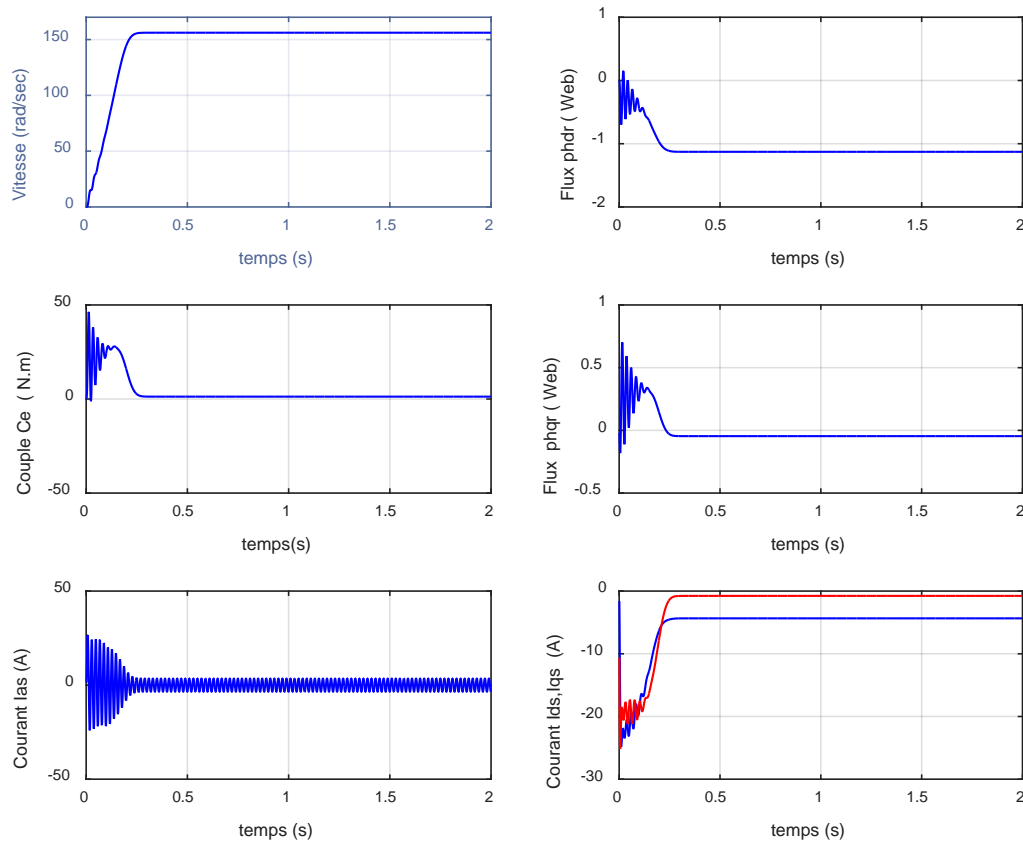 150
100
50
0
Vitesse (rad/sec)
0 0.5 1 1.5 2
temps (s)
1
0
-1
-2
Flux phdr ( Web)
0 0.5 1 1.5 2
temps (s)
50
0
-50
Couple Ce ( N.m)
0 0.5 1 1.5 2
temps(s)
1
0.5
0
-0.5
Flux phqr ( Web)
0 0.5 1 1.5 2
temps (s)
50
0
-50
Courant Ias (A)
0 0.5 1 1.5 2
temps (s)
0
-10
-20
-30
Courant Ids,Iqs (A)
0 0.5 1 1.5 2
temps (s)